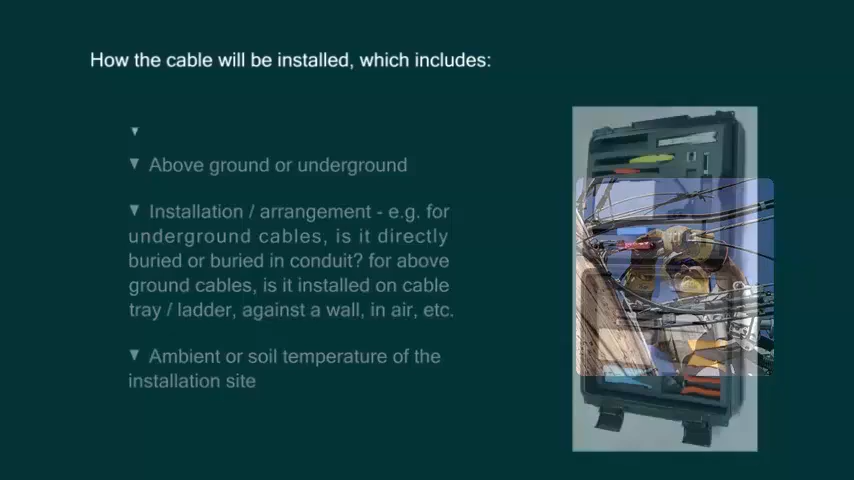 How the cable will be installed, which includes:
▼
▼ Above ground or underground
▼ Installation / arrangement - e.g. for
underground cables, is it directly
buried or buried in conduit? for above
ground cables, is it installed on cable
tray / ladder, against a wall, in air, etc.
▼ Ambient or soil temperature of the
installation site